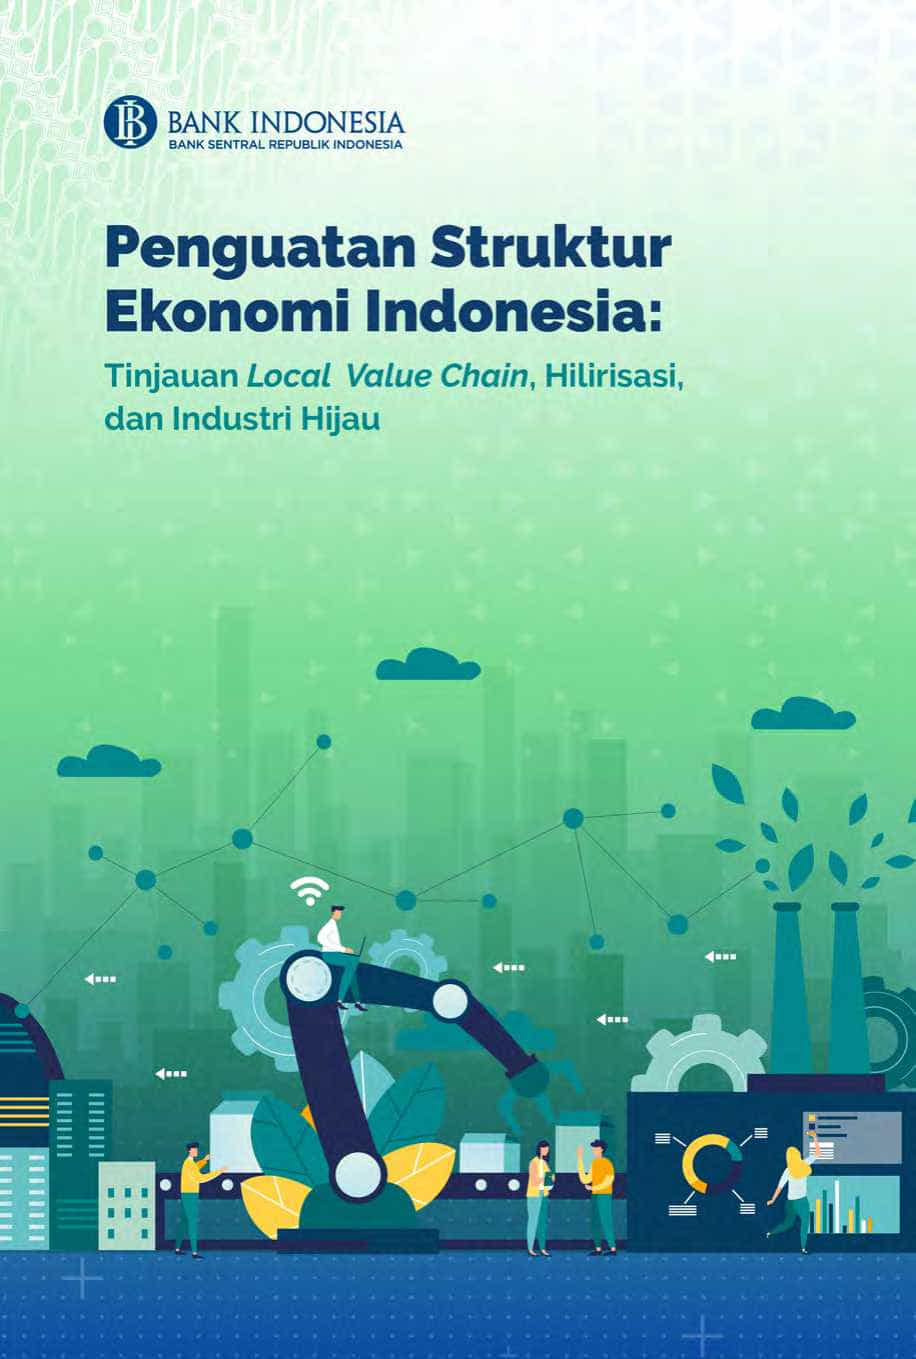 BANK INDONESIA
BANK SENTRAL REPUBLIK INDONESIA
Penguatan Struktur
Ekonomi Indonesia:
Tinjauan Local Value Chain, Hilirisasi,
dan Industri Hijau